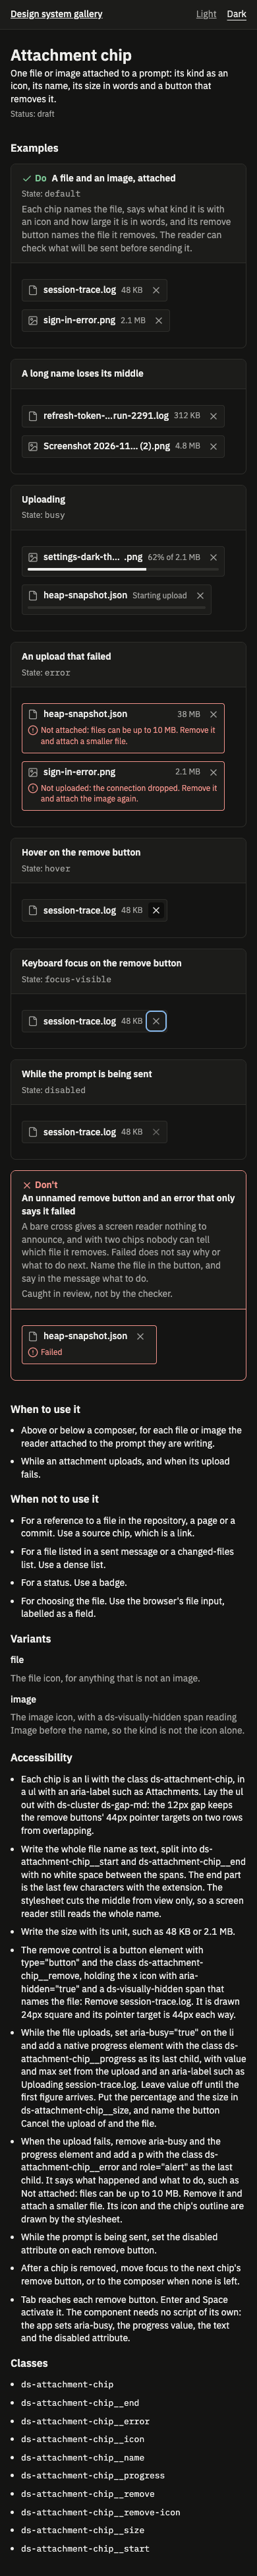 Design system gallery
Light
Dark
Attachment chip
One file or image attached to a prompt: its kind as an
icon, its name, its size in words and a button that
removes it.
Status: draft
Examples
Do A file and an image, attached
State: default
Each chip names the file, says what kind it is with
an icon and how large it is in words, and its remove
button names the file it removes. The reader can
check what will be sent before sending it.
session-trace.log 48 KB
sign-in-error.png 2.1 MB
A long name loses its middle
refresh-token-…run-2291.log 312 KB
Screenshot 2026-11… (2).png 4.8 MB
Uploading
State: busy
settings-dark-th… .png 62% of 2.1 MB
heap-snapshot.json Starting upload
An upload that failed
State: error
heap-snapshot.json 38 MB
Not attached: files can be up to 10 MB. Remove it
and attach a smaller file.
sign-in-error.png 2.1 MB
Not uploaded: the connection dropped. Remove it
and attach the image again.
Hover on the remove button
State: hover
session-trace.log 48 KB
Keyboard focus on the remove button
State: focus-visible
session-trace.log 48 KB
While the prompt is being sent
State: disabled
session-trace.log 48 KB
Don't
An unnamed remove button and an error that only
says it failed
A bare cross gives a screen reader nothing to
announce, and with two chips nobody can tell
which file it removes. Failed does not say why or
what to do next. Name the file in the button, and
say in the message what to do.
Caught in review, not by the checker.
heap-snapshot.json
Failed
When to use it
• Above or below a composer, for each file or image the
reader attached to the prompt they are writing.
• While an attachment uploads, and when its upload
fails.
When not to use it
• For a reference to a file in the repository, a page or a
commit. Use a source chip, which is a link.
• For a file listed in a sent message or a changed-files
list. Use a dense list.
• For a status. Use a badge.
• For choosing the file. Use the browser's file input,
labelled as a field.
Variants
file
The file icon, for anything that is not an image.
image
The image icon, with a ds-visually-hidden span reading
Image before the name, so the kind is not the icon alone.
Accessibility
• Each chip is an li with the class ds-attachment-chip, in
a ul with an aria-label such as Attachments. Lay the ul
out with ds-cluster ds-gap-md: the 12px gap keeps
the remove buttons' 44px pointer targets on two rows
from overlapping.
• Write the whole file name as text, split into ds-
attachment-chip__start and ds-attachment-chip__end
with no white space between the spans. The end part
is the last few characters with the extension. The
stylesheet cuts the middle from view only, so a screen
reader still reads the whole name.
• Write the size with its unit, such as 48 KB or 2.1 MB.
• The remove control is a button element with
type="button" and the class ds-attachment-
chip__remove, holding the x icon with aria-
hidden="true" and a ds-visually-hidden span that
names the file: Remove session-trace.log. It is drawn
24px square and its pointer target is 44px each way.
• While the file uploads, set aria-busy="true" on the li
and add a native progress element with the class ds-
attachment-chip__progress as its last child, with value
and max set from the upload and an aria-label such as
Uploading session-trace.log. Leave value off until the
first figure arrives. Put the percentage and the size in
ds-attachment-chip__size, and name the button
Cancel the upload of and the file.
• When the upload fails, remove aria-busy and the
progress element and add a p with the class ds-
attachment-chip__error and role="alert" as the last
child. It says what happened and what to do, such as
Not attached: files can be up to 10 MB. Remove it and
attach a smaller file. Its icon and the chip's outline are
drawn by the stylesheet.
• While the prompt is being sent, set the disabled
attribute on each remove button.
• After a chip is removed, move focus to the next chip's
remove button, or to the composer when none is left.
• Tab reaches each remove button. Enter and Space
activate it. The component needs no script of its own:
the app sets aria-busy, the progress value, the text
and the disabled attribute.
Classes
• ds-attachment-chip
• ds-attachment-chip__end
• ds-attachment-chip__error
• ds-attachment-chip__icon
• ds-attachment-chip__name
• ds-attachment-chip__progress
• ds-attachment-chip__remove
• ds-attachment-chip__remove-icon
• ds-attachment-chip__size
• ds-attachment-chip__start